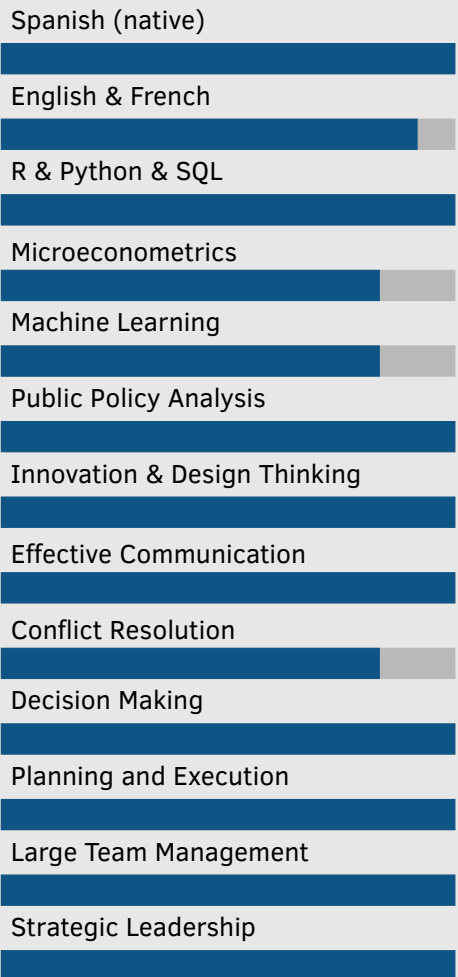 Spanish (native)
English & French
R & Python & SQL
Microeconometrics
Machine Learning
Public Policy Analysis
Innovation & Design Thinking
Effective Communication
Conflict Resolution
Decision Making
Planning and Execution
Large Team Management
Strategic Leadership